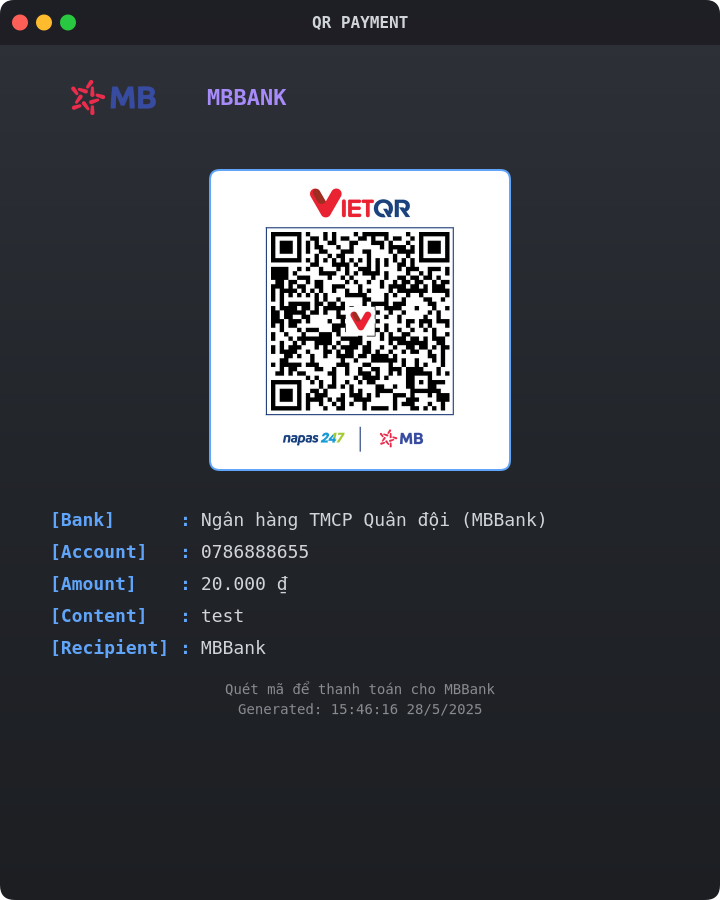 QR PAYMENT
MB
MBBANK
VIETQR
napas 247 | MB
[Bank] : Ngân hàng TMCP Quân đội (MBBank)
[Account] : 0786888655
[Amount] : 20.000 ₫
[Content] : test
[Recipient] : MBBank
Quét mã để thanh toán cho MBBank
Generated: 15:46:16 28/5/2025